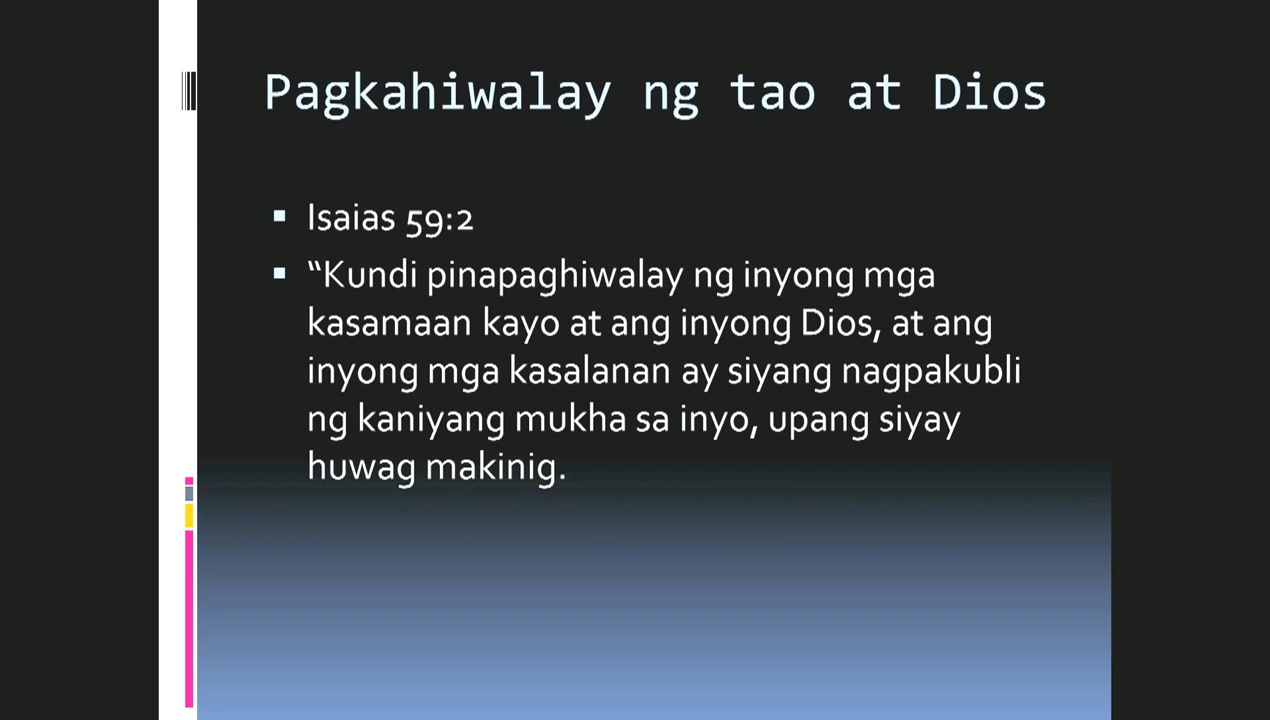 Pagkahiwalay ng tao at Dios
Isaias 59:2
“Kundi pinapaghiwalay ng inyong mga
kasamaan kayo at ang inyong Dios, at ang
inyong mga kasalanan ay siyang nagpakubli
ng kaniyang mukha sa inyo, upang siyay
huwag makinig.